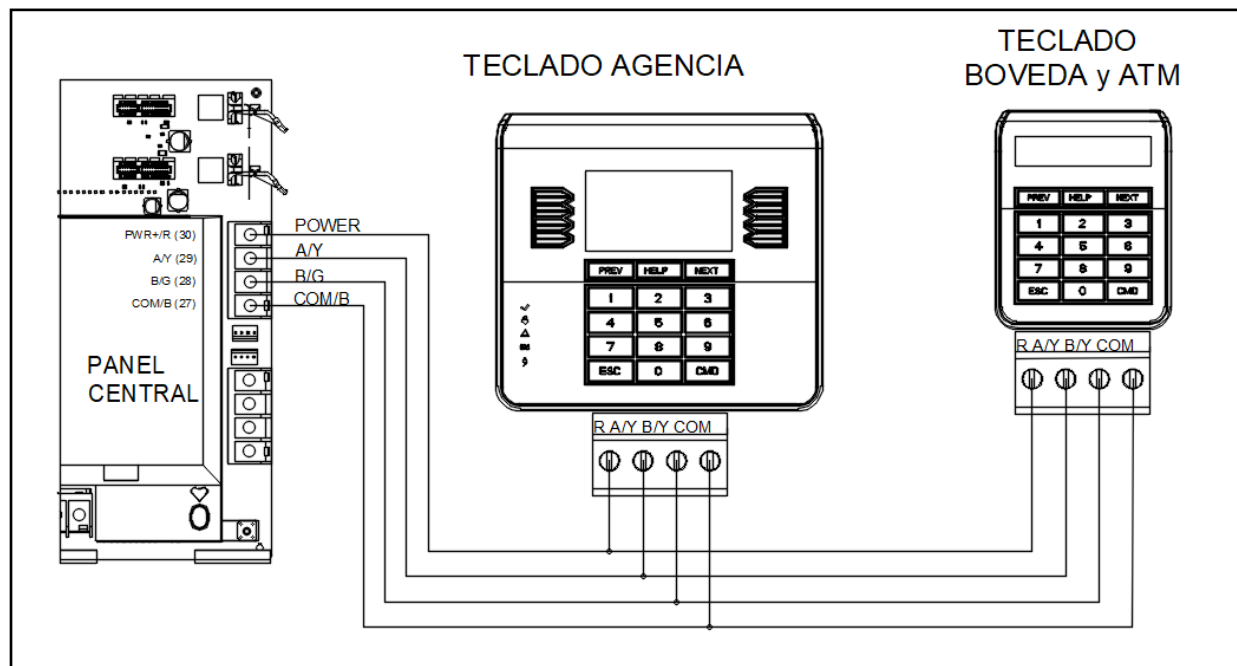 TECLADO AGENCIA
TECLADO
BOVEDA y ATM
PWR+/R (30)
A/Y (29)
B/G (28)
COM/B (27)
POWER
A/Y
B/G
COM/B
PANEL
CENTRAL
PREV HELP NEXT
1 2 3
4 5 6
7 8 9
ESC 0 CMD
R A/Y B/Y COM
PREV HELP NEXT
1 2 3
4 5 6
7 8 9
ESC 0 CMD
R A/Y B/Y COM